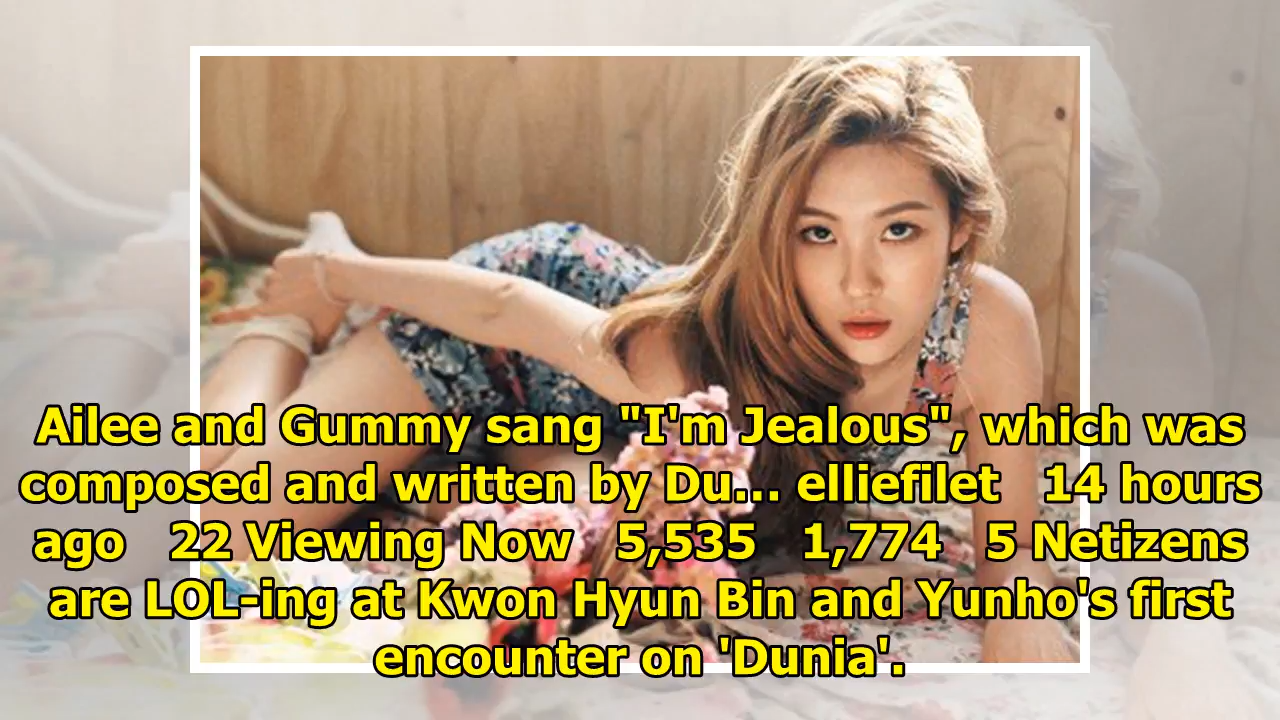 Ailee and Gummy sang "I'm Jealous", which was
composed and written by Du... elliefilet 14 hours
ago 22 Viewing Now 5,535 1,774 5 Netizens
are LOL-ing at Kwon Hyun Bin and Yunho's first
encounter on 'Dunia'.